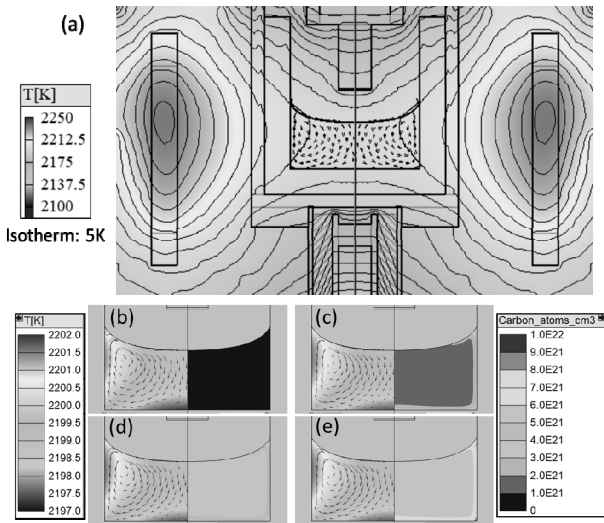 (a)
T[K]
2250
2212.5
2175
2137.5
2100
Isotherm: 5K
T[K]
2202.0
2201.5
2201.0
2200.5
2200.0
2199.5
2199.0
2198.5
2198.0
2197.5
2197.0
(b)
(c)
(d)
(e)
Carbon_atoms_cm3
1.0E22
9.0E21
8.0E21
7.0E21
6.0E21
5.0E21
4.0E21
3.0E21
2.0E21
1.0E21
0